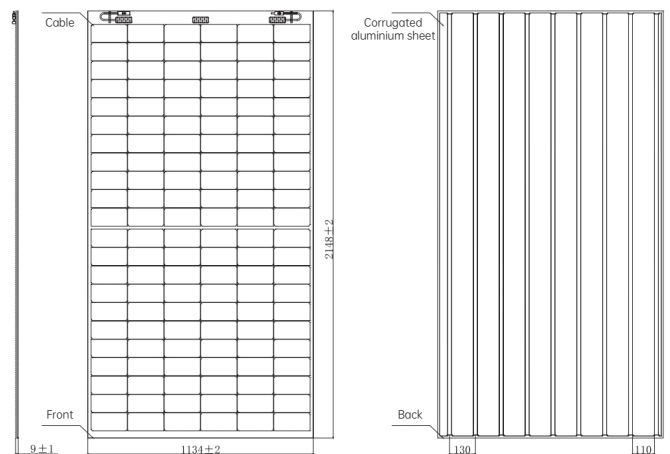 Cable
Corrugated
aluminium sheet
2148±2
Front
Back
9±1
1134±2
130
110